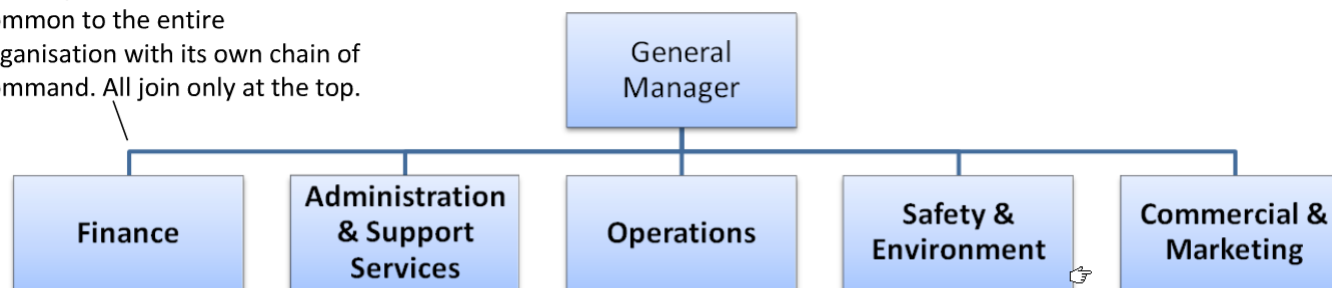 mmon to the entire
ganisation with its own chain of
mmand. All join only at the top.
General
Manager
Finance
Administration
& Support
Services
Operations
Safety &
Environment
Commercial &
Marketing